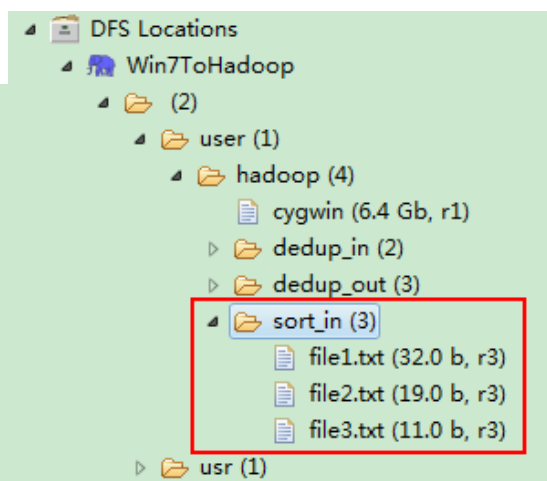 DFS Locations
Win7ToHadoop
(2)
user (1)
hadoop (4)
cygwin (6.4 Gb, r1)
dedup_in (2)
dedup_out (3)
sort_in (3)
file1.txt (32.0 b, r3)
file2.txt (19.0 b, r3)
file3.txt (11.0 b, r3)
usr (1)